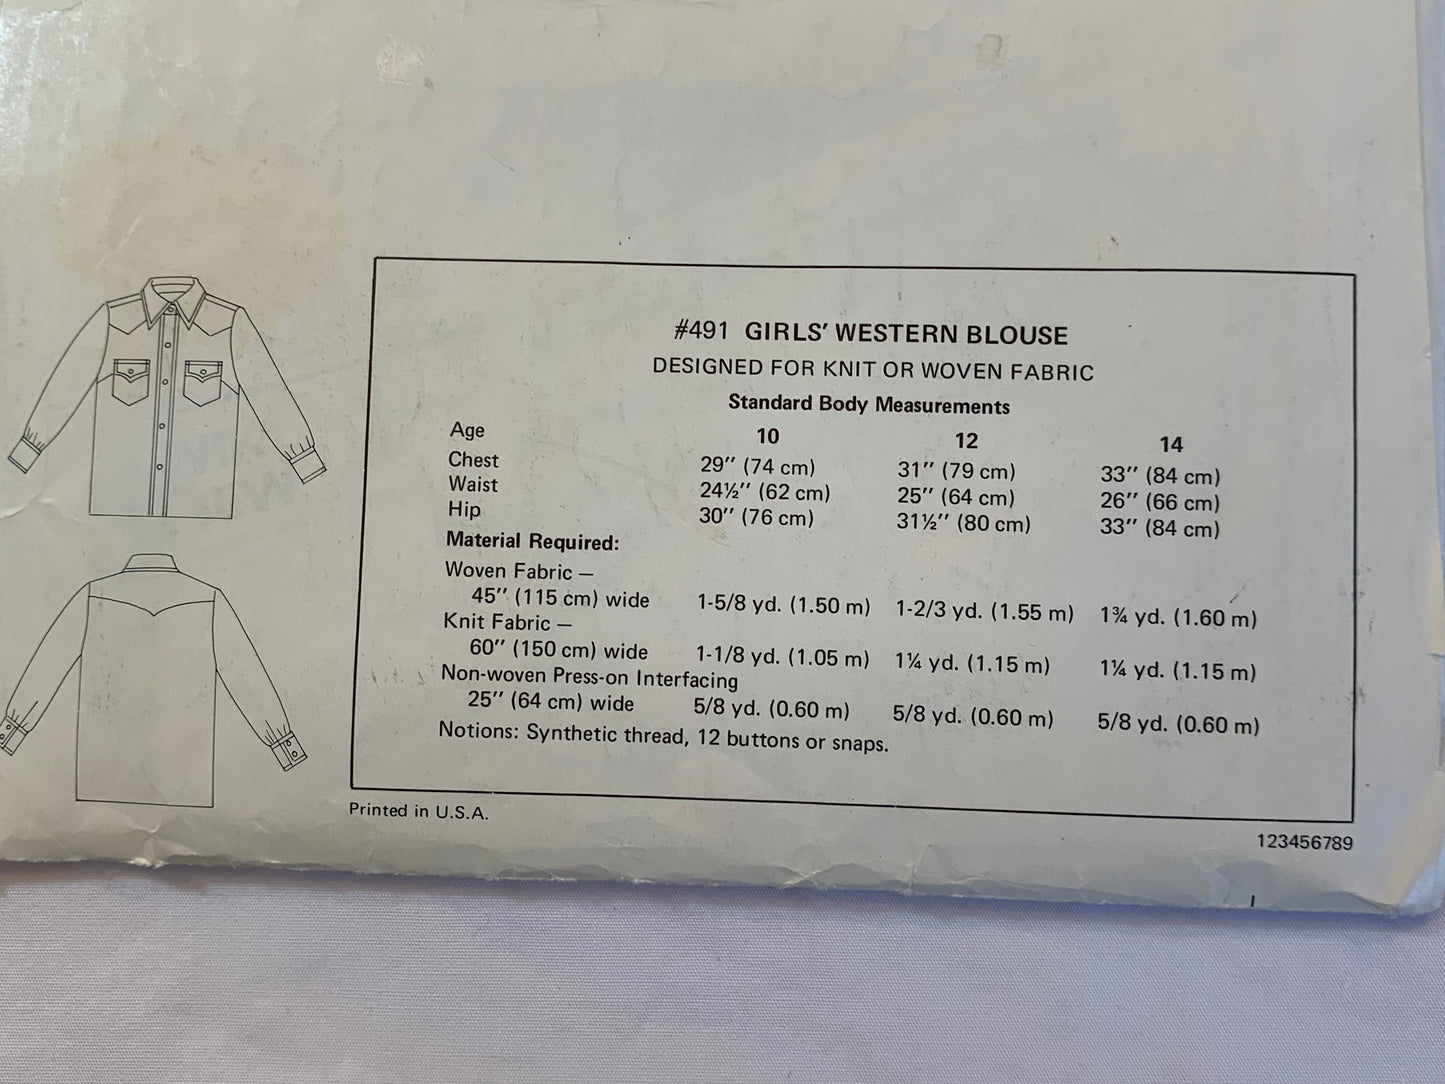 #491 GIRLS’ WESTERN BLOUSE
DESIGNED FOR KNIT OR WOVEN FABRIC
Standard Body Measurements
Age 10 12 14
Chest 29’’ (74 cm) 31’’ (79 cm) 33’’ (84 cm)
Waist 24½’’ (62 cm) 25’’ (64 cm) 26’’ (66 cm)
Hip 30’’ (76 cm) 31½’’ (80 cm) 33’’ (84 cm)
Material Required:
Woven Fabric —
45’’ (115 cm) wide 1-5/8 yd. (1.50 m) 1-2/3 yd. (1.55 m) 1¾ yd. (1.60 m)
Knit Fabric —
60’’ (150 cm) wide 1-1/8 yd. (1.05 m) 1¼ yd. (1.15 m) 1¼ yd. (1.15 m)
Non-woven Press-on Interfacing
25’’ (64 cm) wide 5/8 yd. (0.60 m) 5/8 yd. (0.60 m) 5/8 yd. (0.60 m)
Notions: Synthetic thread, 12 buttons or snaps.
Printed in U.S.A.
123456789